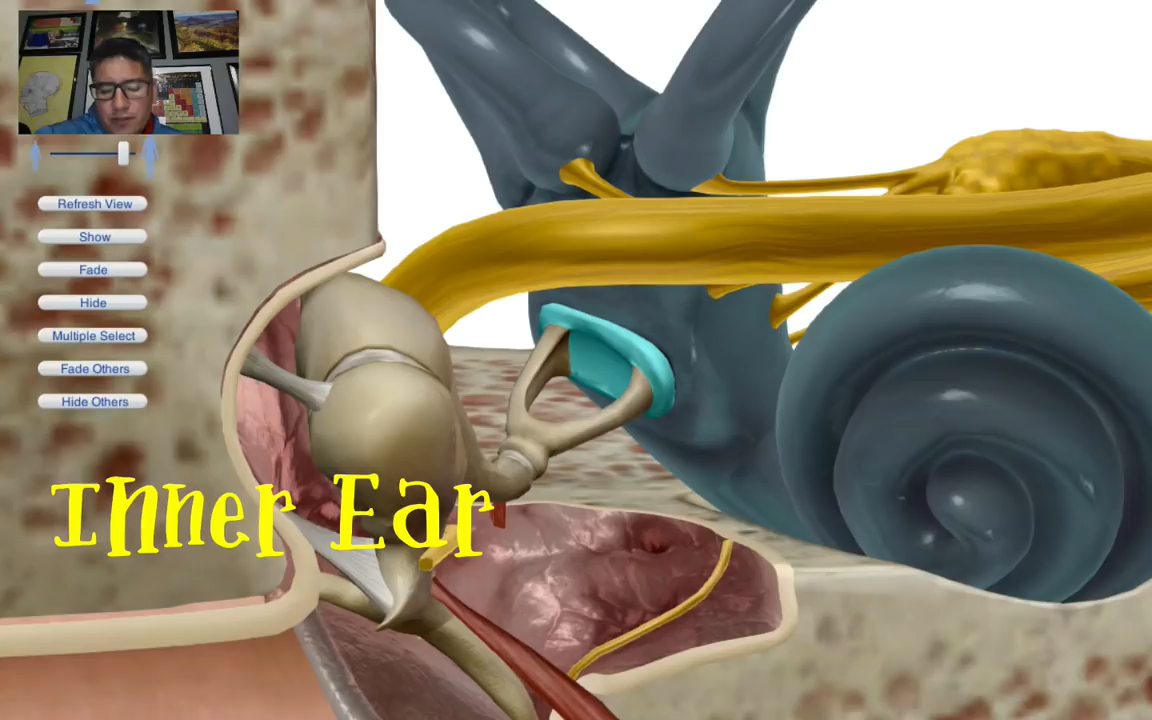 Refresh View
Show
Fade
Hide
Multiple Select
Fade Others
Hide Others
Inner Ear